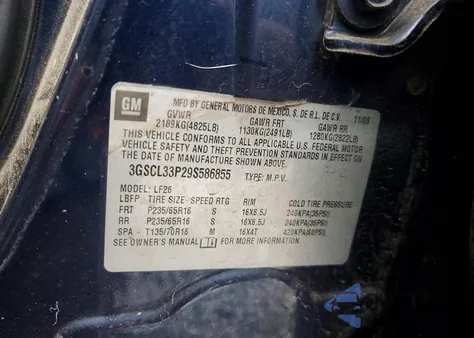 GM
MFD BY GENERAL MOTORS DE MEXICO, S. DE R.L. DE C.V. 11/08
GVWR GAWR FRT GAWR RR
2189KG(4825LB) 1130KG(2491LB) 1280KG(2822LB)
THIS VEHICLE CONFORMS TO ALL APPLICABLE U.S. FEDERAL MOTOR
VEHICLE SAFETY AND THEFT PREVENTION STANDARDS IN EFFECT ON
THE DATE OF MANUFACTURE SHOWN ABOVE.
3GSCL33P29S586855 TYPE: M.P.V.
MODEL: LF26
LBFP TIRE SIZE SPEED RTG RIM COLD TIRE PRESSURE
FRT P235/65R16 S 16X6.5J 240KPA(35PSI)
RR P235/65R16 S 16X6.5J 240KPA(35PSI)
SPA T135/70R16 M 16X4T 420KPA(60PSI)
SEE OWNER'S MANUAL FOR MORE INFORMATION.